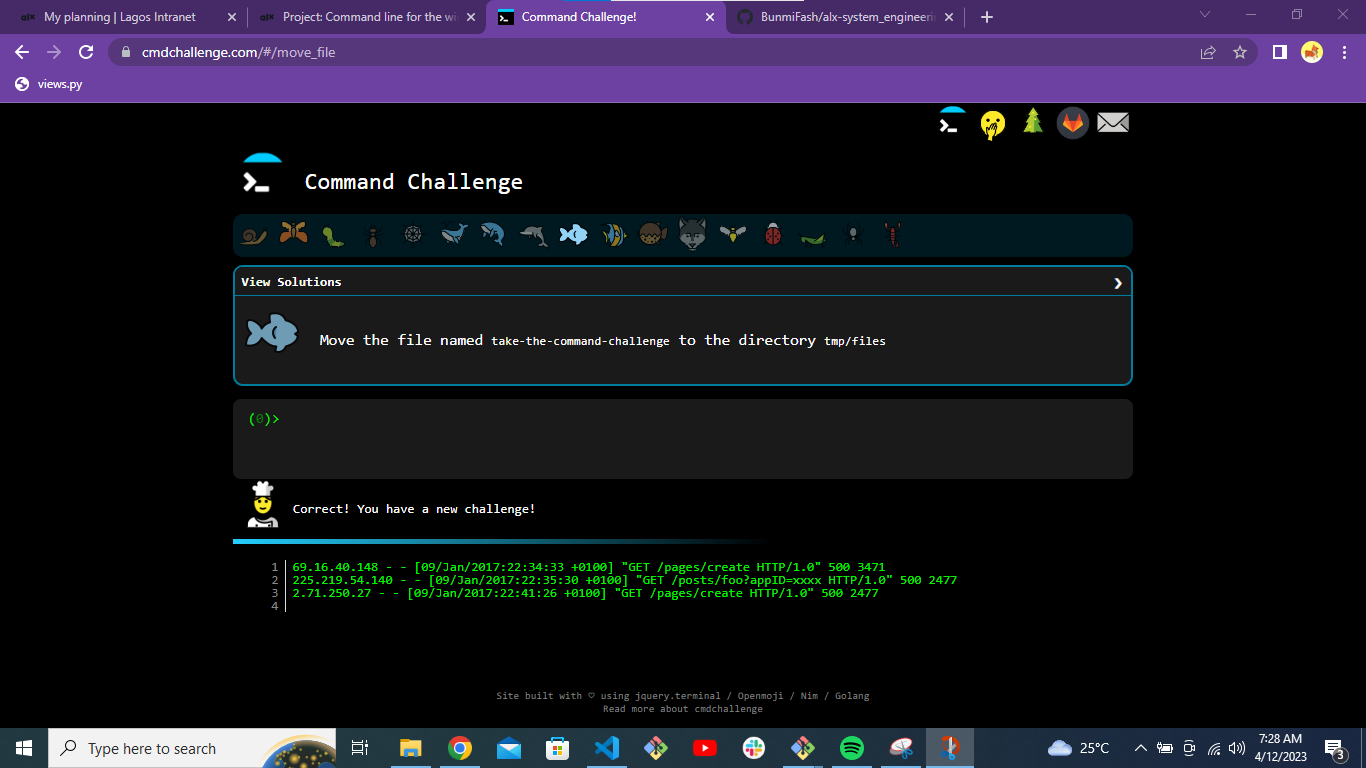 alx My planning | Lagos Intranet
alx Project: Command line for the wi
Command Challenge!
BunmiFash/alx-system_engineerin
cmdchallenge.com/#/move_file
views.py
Command Challenge
View Solutions
Move the file named take-the-command-challenge to the directory tmp/files
(0)>
Correct! You have a new challenge!
1 69.16.40.148 - - [09/Jan/2017:22:34:33 +0100] "GET /pages/create HTTP/1.0" 500 3471
2 225.219.54.140 - - [09/Jan/2017:22:35:30 +0100] "GET /posts/foo?appID=xxxx HTTP/1.0" 500 2477
3 2.71.250.27 - - [09/Jan/2017:22:41:26 +0100] "GET /pages/create HTTP/1.0" 500 2477
4
Site built with ♡ using jquery.terminal / Openmoji / Nim / Golang
Read more about cmdchallenge
Type here to search
25°C
7:28 AM
4/12/2023
3